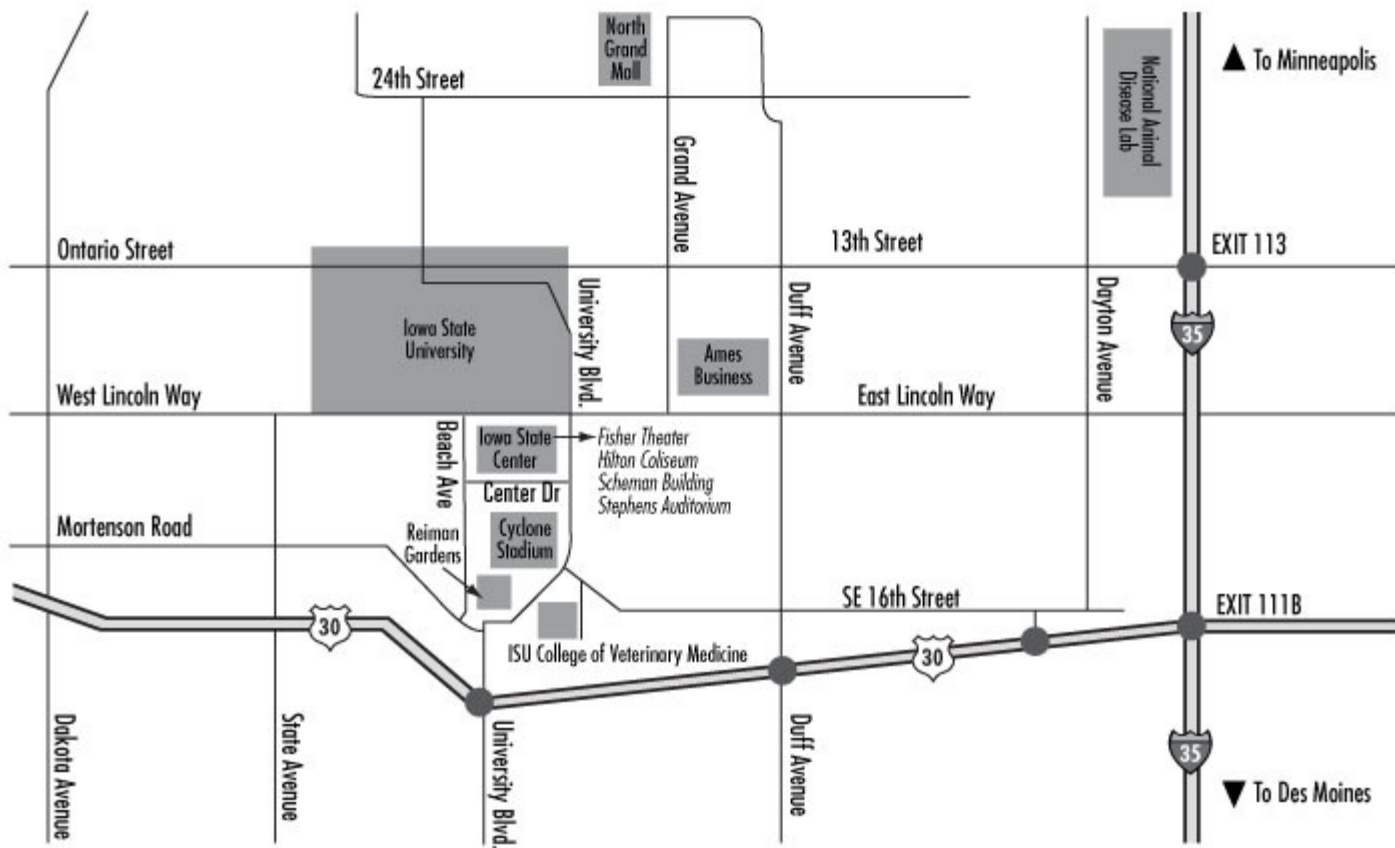 North
Grand
Mall
To Minneapolis
24th Street
National Animal
Disease Lab
Grand Avenue
Ontario Street
13th Street
EXIT 113
University Blvd.
Duff Avenue
Dayton Avenue
Iowa State
University
35
Ames
Business
West Lincoln Way
East Lincoln Way
Beach Ave
Iowa State
Center
Fisher Theater
Hilton Coliseum
Scheman Building
Stephens Auditorium
Center Dr
Mortenson Road
Reiman
Gardens
Cyclone
Stadium
SE 16th Street
EXIT 111B
30
ISU College of Veterinary Medicine
30
Dakota Avenue
State Avenue
University Blvd.
Duff Avenue
35
To Des Moines